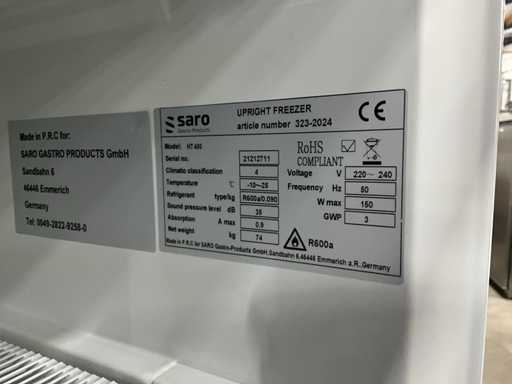 Made in P.R.C for:
SARO GASTRO PRODUCTS GmbH
Sandbahn 6
46446 Emmerich
Germany
Tel: 0049-2822-9258-0
saro
Gastro-Products
UPRIGHT FREEZER
article number 323-2024
CE
Model: HT 400
Serial no. 21212711
Climatic classification 4
Temperature °C -10~-25
Refrigerant type/kg R600a/0.090
Sound pressure level dB 35
Absorption A max 0.9
Net weight kg 74
RoHS
COMPLIANT
Voltage V 220~ 240
Frequency Hz 50
W max 150
GWP 3
R600a
Made in P.R.C for SARO Gastro-Products GmbH,Sandbahn 6,46446 Emmerich a.R.,Germany